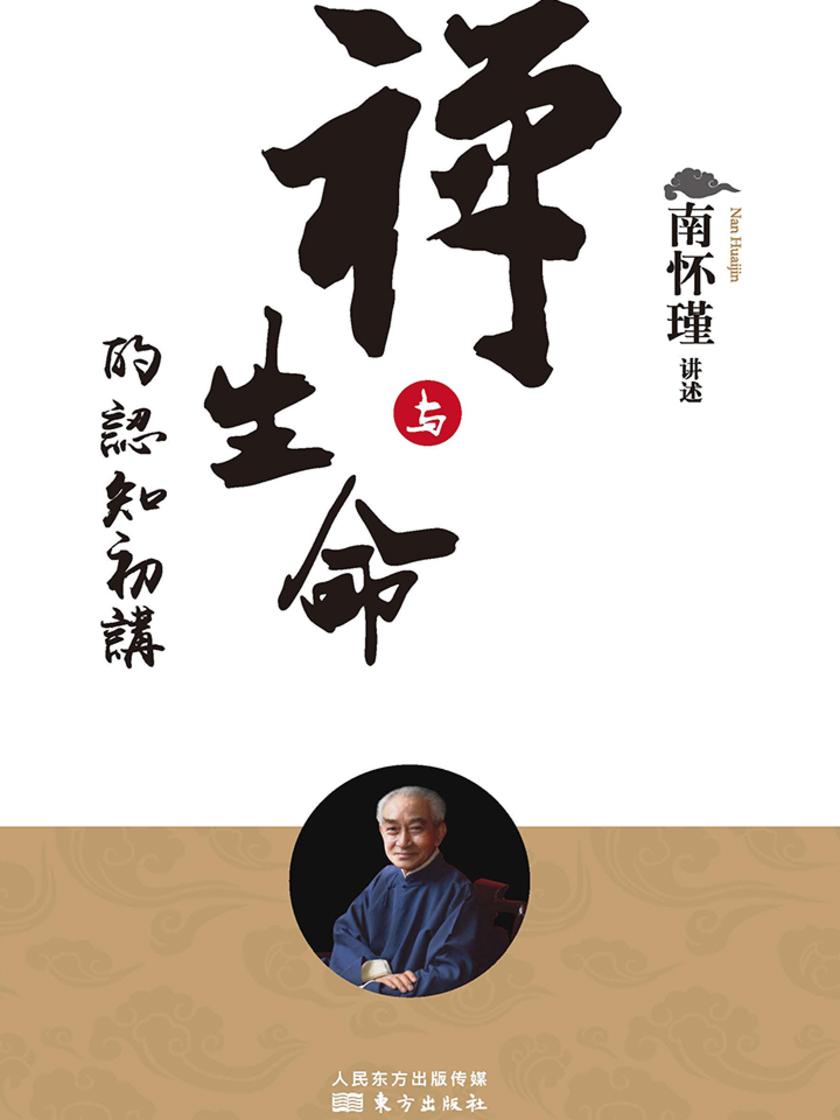 禅
与
生
命
的認知初講
南怀瑾
讲述
Nan Huaijin
人民东方出版传媒
東方出版社